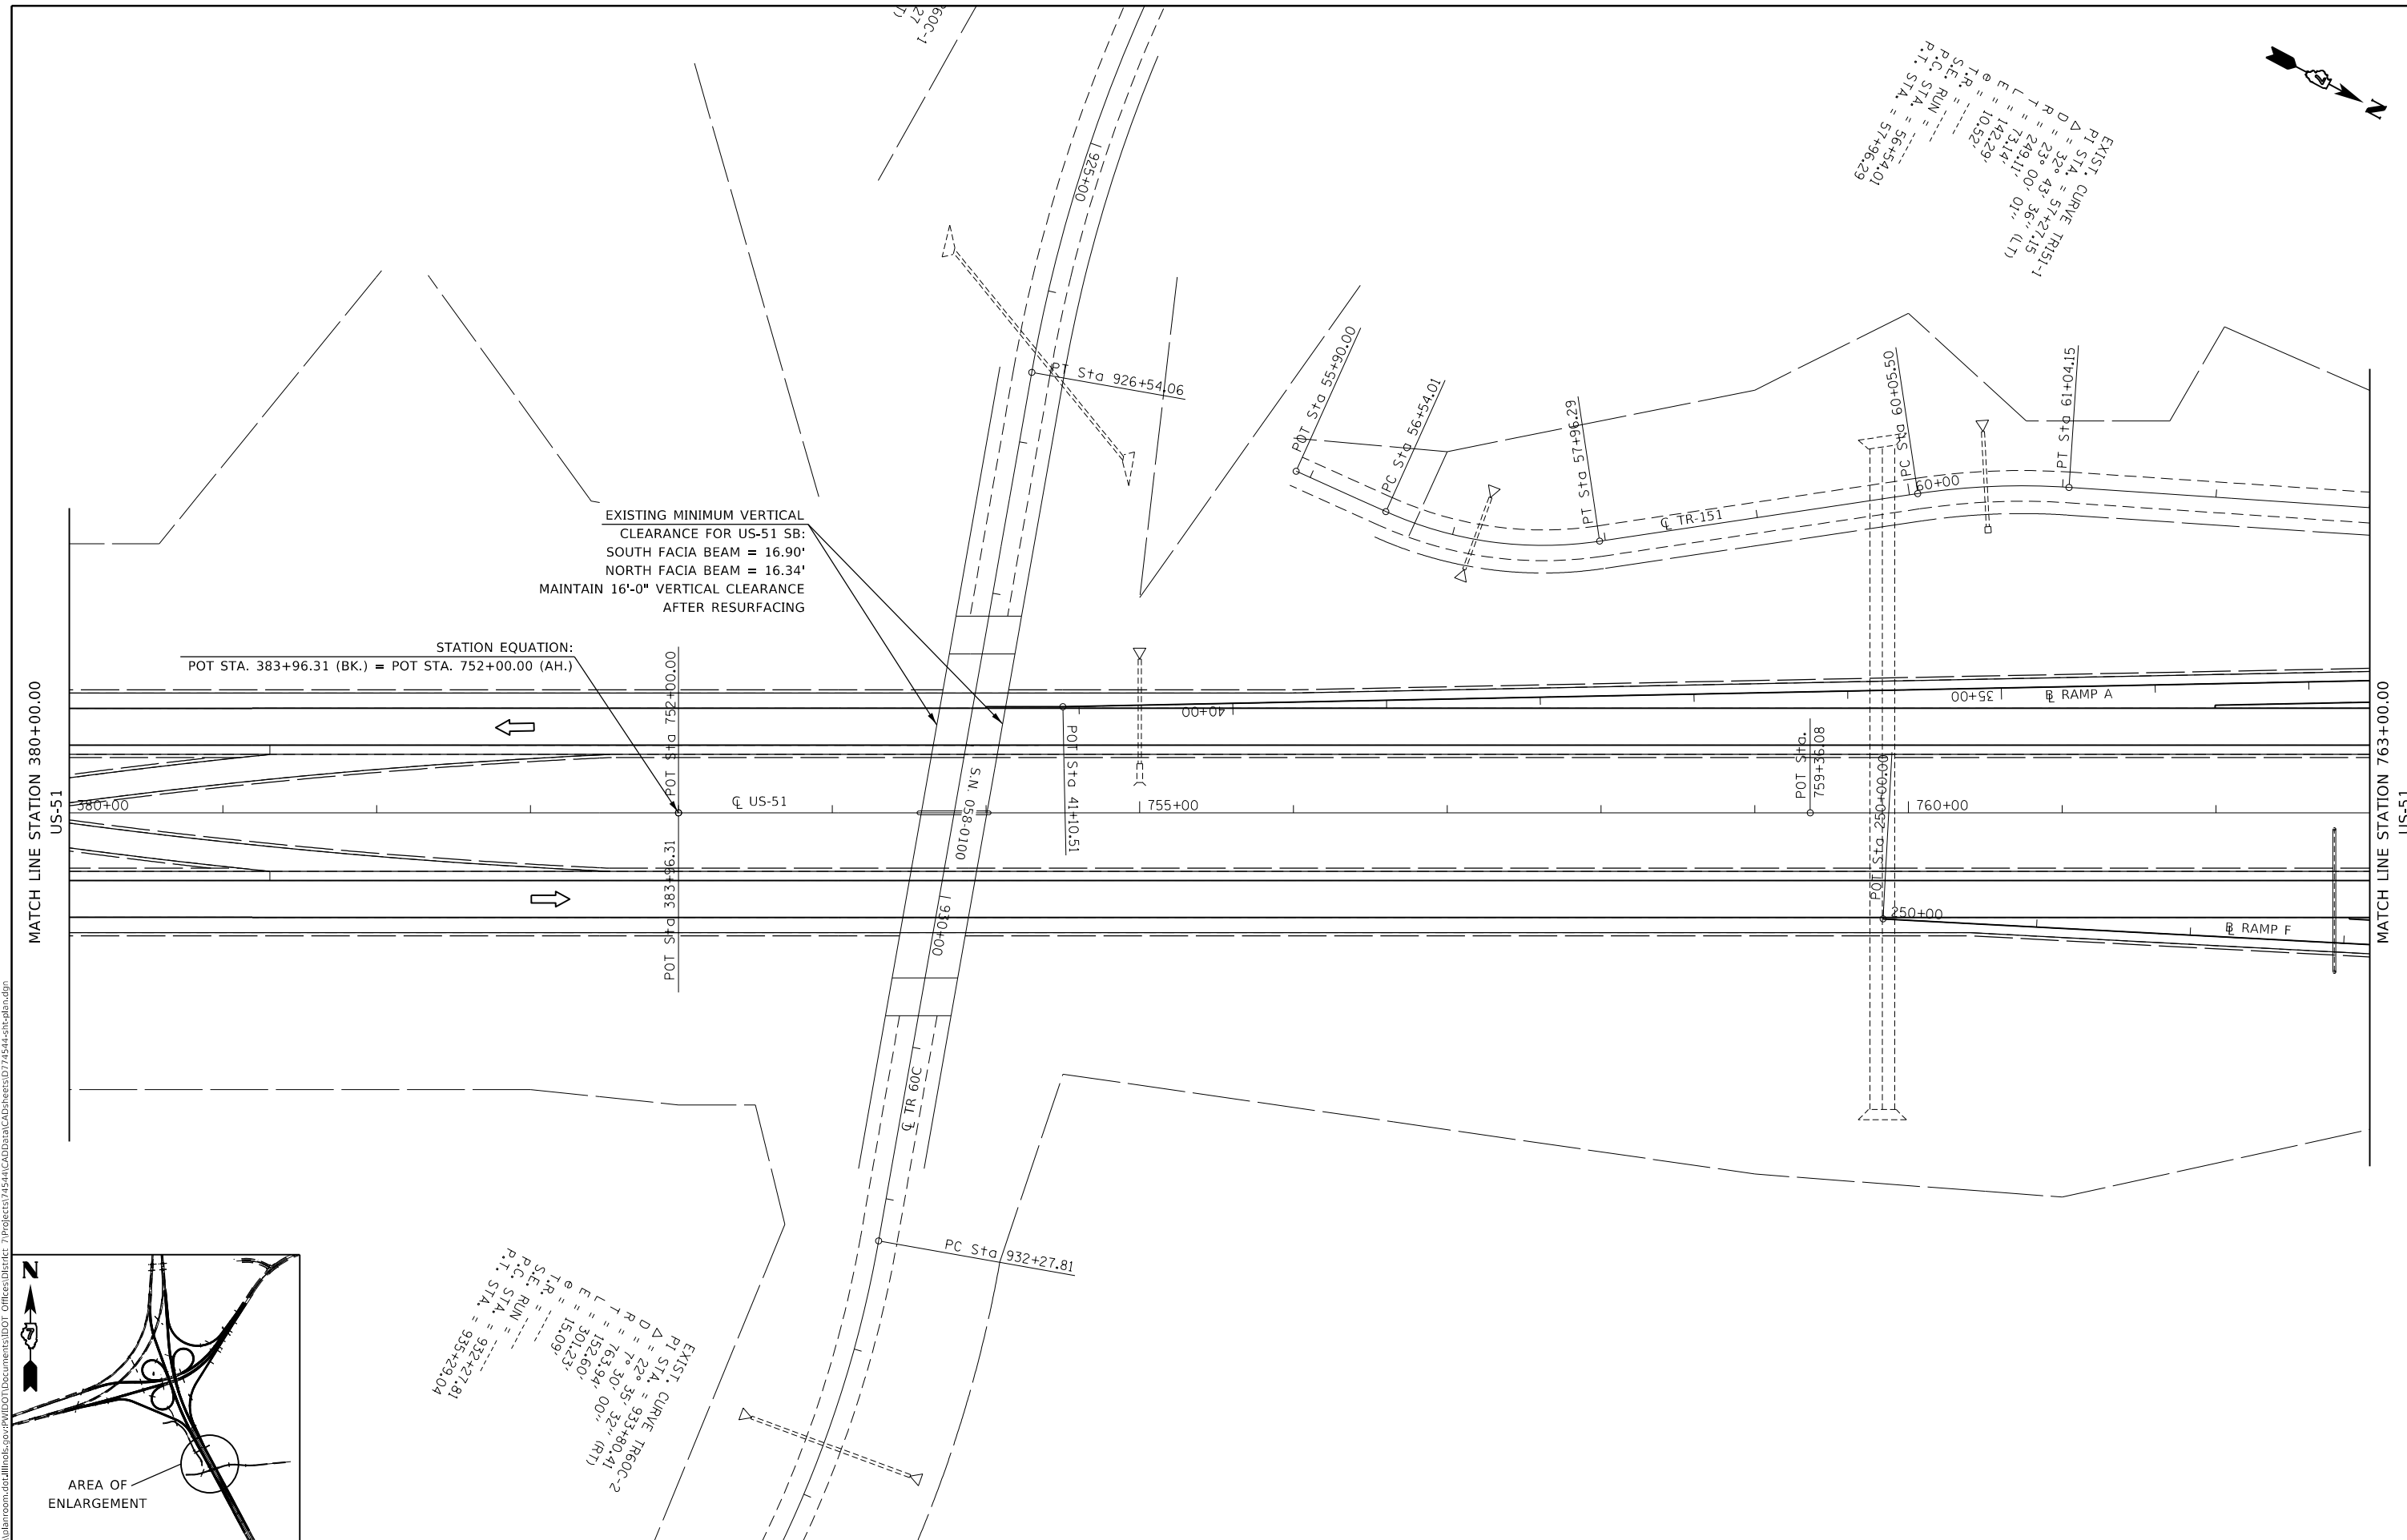 60C-1
27
T)
N
EXIST. CURVE TR151-1
PI STA. = 57+27.15
△ = 32° 43' 36" (LT)
D = 23° 00' 01"
R = 249.11'
T = 73.14'
L = 142.29'
E = 10.52'
e = -----
T.R. = -----
S.E. RUN = -----
P.C. STA. = 56+54.01
P.T. STA. = 57+96.29
925+00
PT Sta 926+54.06
POT Sta 55+90.00
PC Sta 56+54.01
PT Sta 57+96.29
PC Sta 60+05.50
PT Sta 61+04.15
60+00
℄ TR-151
EXISTING MINIMUM VERTICAL
CLEARANCE FOR US-51 SB:
SOUTH FACIA BEAM = 16.90'
NORTH FACIA BEAM = 16.34'
MAINTAIN 16'-0" VERTICAL CLEARANCE
AFTER RESURFACING
STATION EQUATION:
POT STA. 383+96.31 (BK.) = POT STA. 752+00.00 (AH.)
POT Sta 752+00.00
POT Sta 383+96.31
MATCH LINE STATION 380+00.00
US-51
380+00
℄ US-51
S.N. 058-0100
POT Sta 41+10.51
40+00
35+00
BL RAMP A
755+00
POT Sta.
759+36.08
POT Sta 250+00.00
760+00
250+00
BL RAMP F
MATCH LINE STATION 763+00.00
US-51
930+00
℄ TR 60C
PC Sta 932+27.81
EXIST. CURVE TR60C-2
PI STA. = 933+80.41
△ = 22° 35' 32" (RT)
D = 7° 30' 00"
R = 763.94'
T = 152.60'
L = 301.23'
E = 15.09'
e = -----
T.R. = -----
S.E. RUN = -----
P.C. STA. = 932+27.81
P.T. STA. = 935+29.04
N
7
AREA OF
ENLARGEMENT